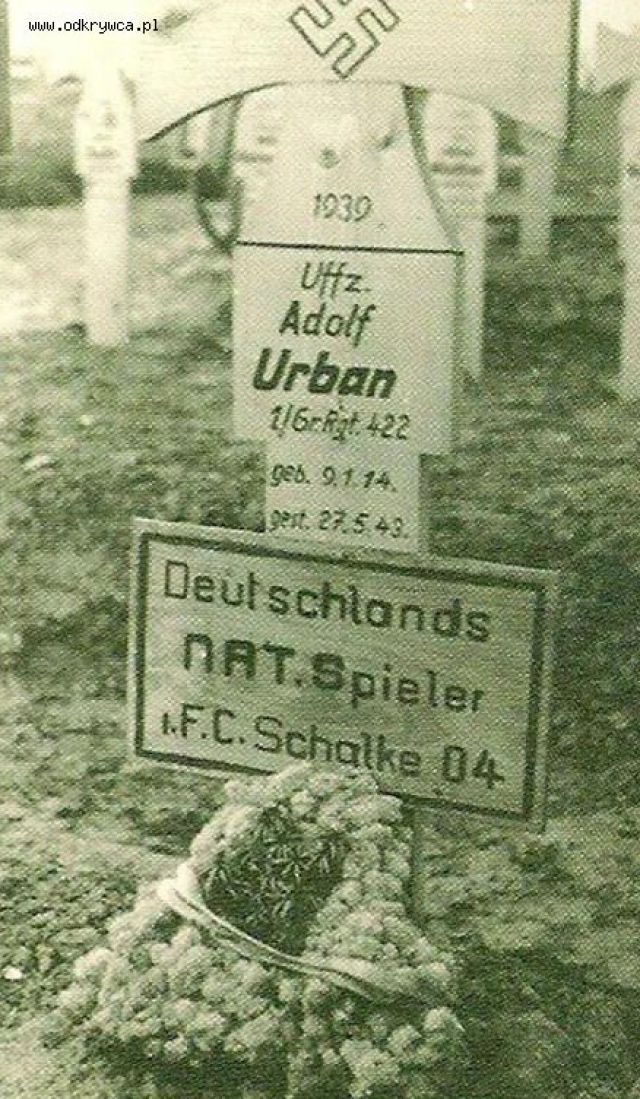 www.odkrywca.pl
1939
Uffz.
Adolf
Urban
1/Gr.Rgt. 422
geb. 9.1.14.
gest. 27.5.43.
Deutschlands
NAT. Spieler
i. F.C. Schalke 04